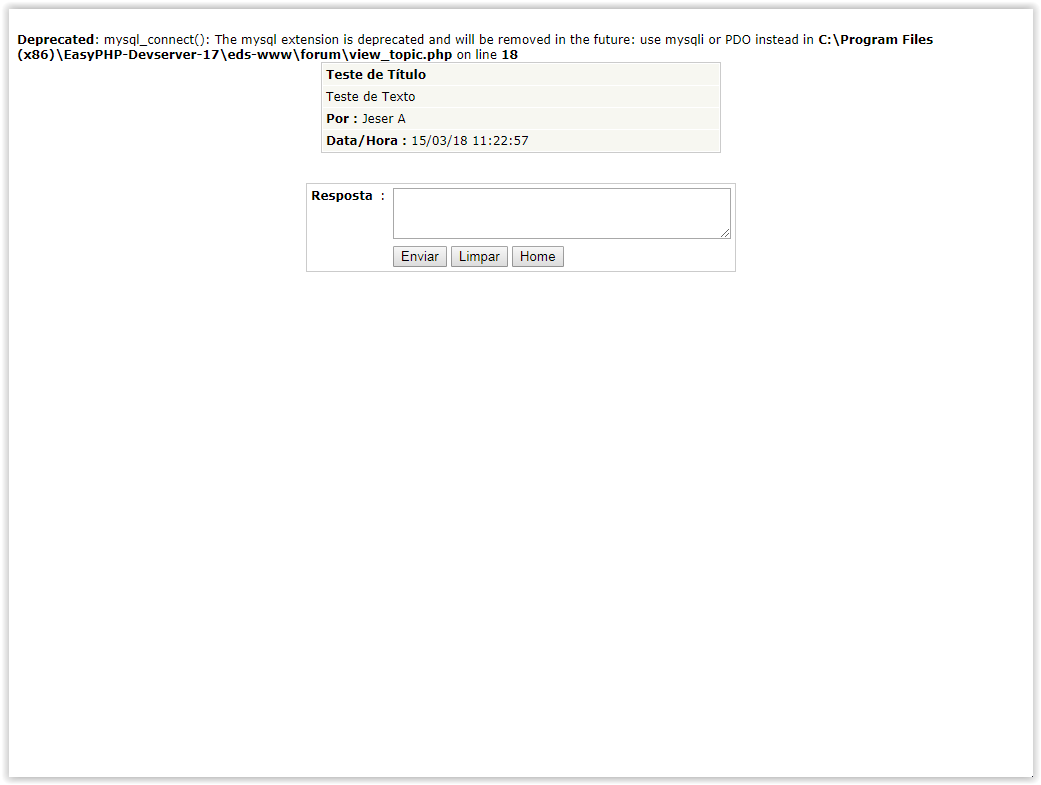 Deprecated: mysql_connect(): The mysql extension is deprecated and will be removed in the future: use mysqli or PDO instead in C:\Program Files
(x86)\EasyPHP-Devserver-17\eds-www\forum\view_topic.php on line 18
Teste de Título
Teste de Texto
Por : Jeser A
Data/Hora : 15/03/18 11:22:57
Resposta :
Enviar Limpar Home